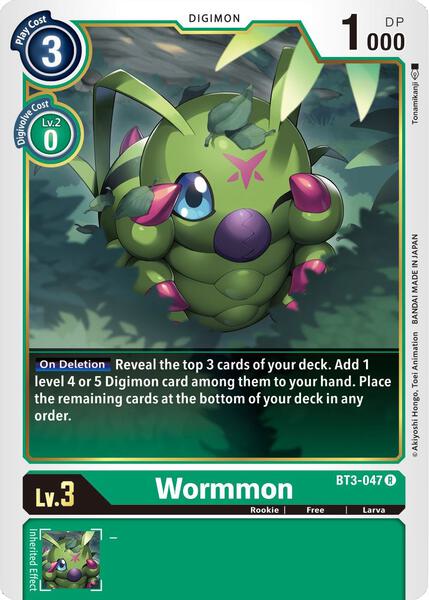 DIGIMON
Play Cost
3
DP
1000
Digivolve Cost
Lv.2
0
Tonamikanji
On Deletion Reveal the top 3 cards of your deck. Add 1
level 4 or 5 Digimon card among them to your hand. Place
the remaining cards at the bottom of your deck in any
order.
©Akiyoshi Hongo, Toei Animation BANDAI MADE IN JAPAN
Lv.3
Wormmon
BT3-047 R
Rookie | Free | Larva
Inherited Effect
–